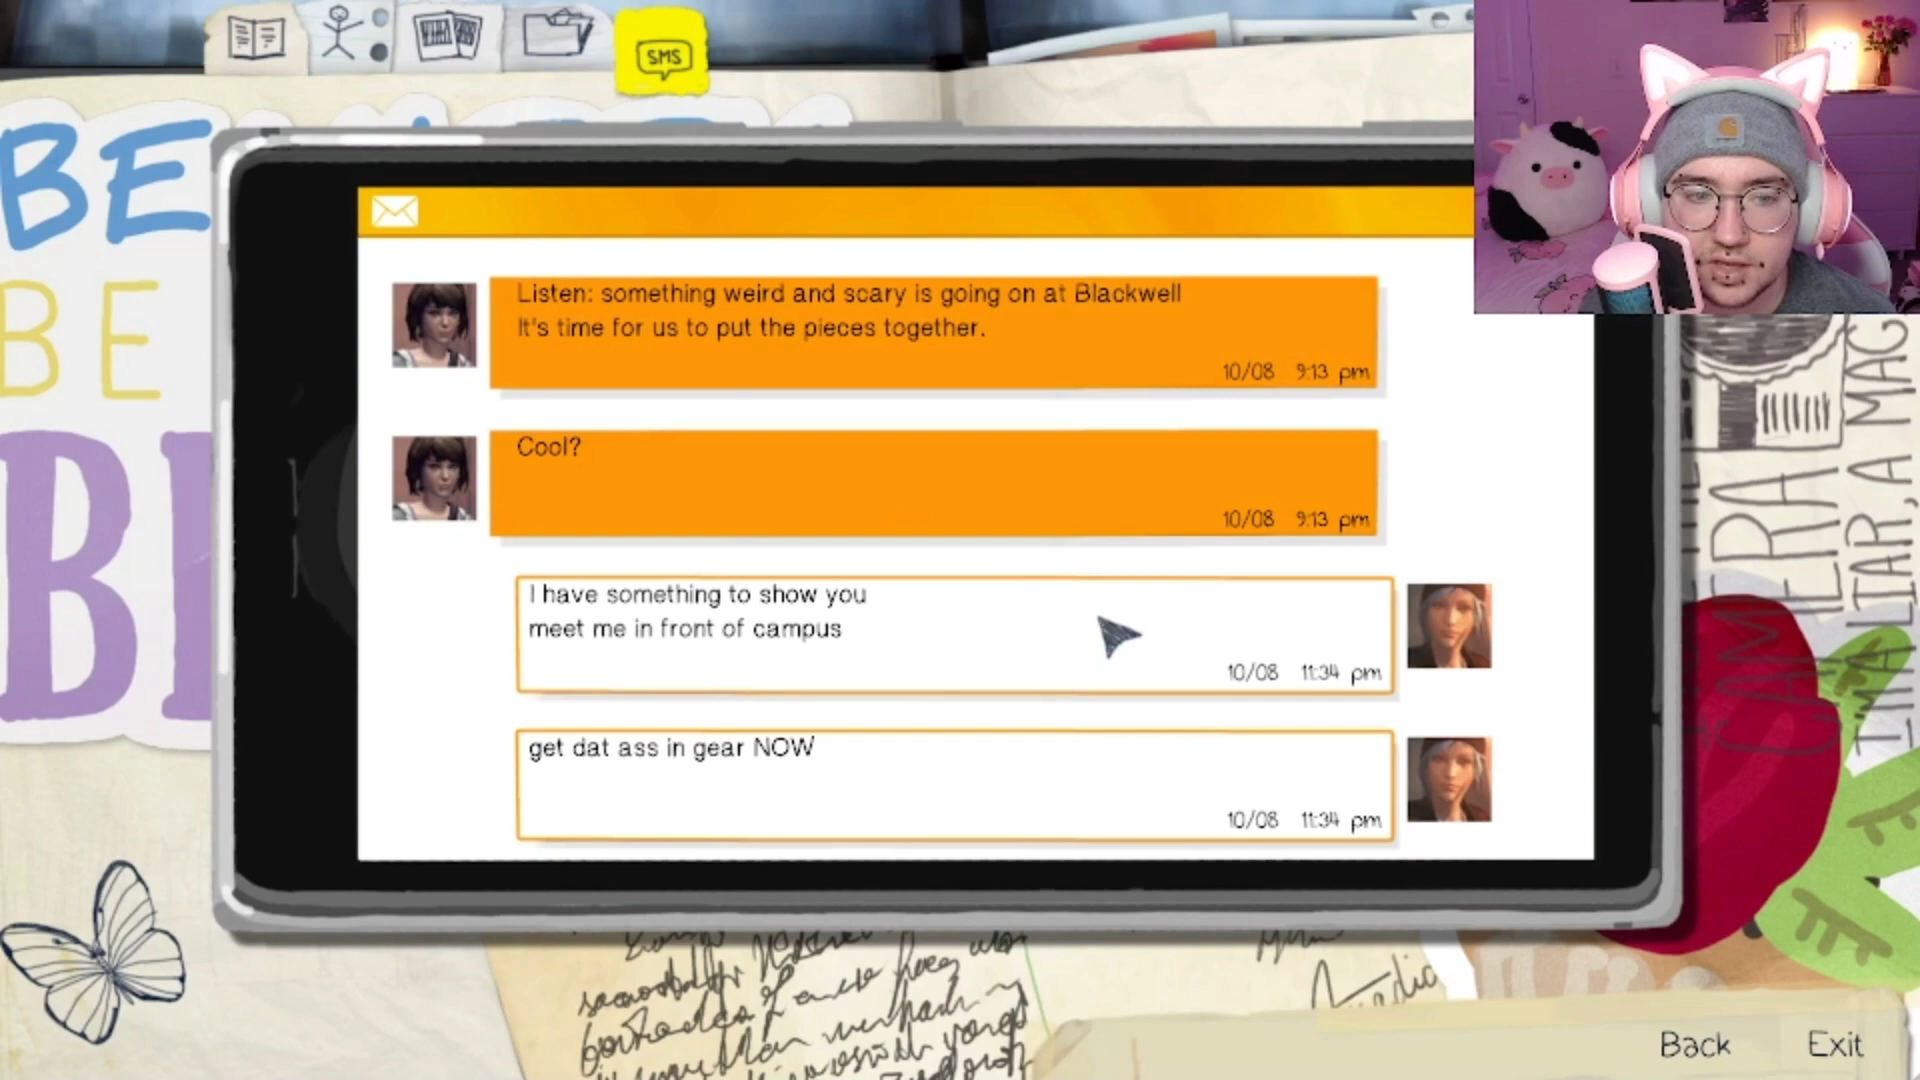 SMS
BE
BE
Listen: something weird and scary is going on at Blackwell
It's time for us to put the pieces together.
10/08 9:13 pm
Cool?
10/08 9:13 pm
I have something to show you
meet me in front of campus
10/08 11:34 pm
get dat ass in gear NOW
10/08 11:34 pm
CAMERA
I'M A LIAR, A MAG
Back
Exit